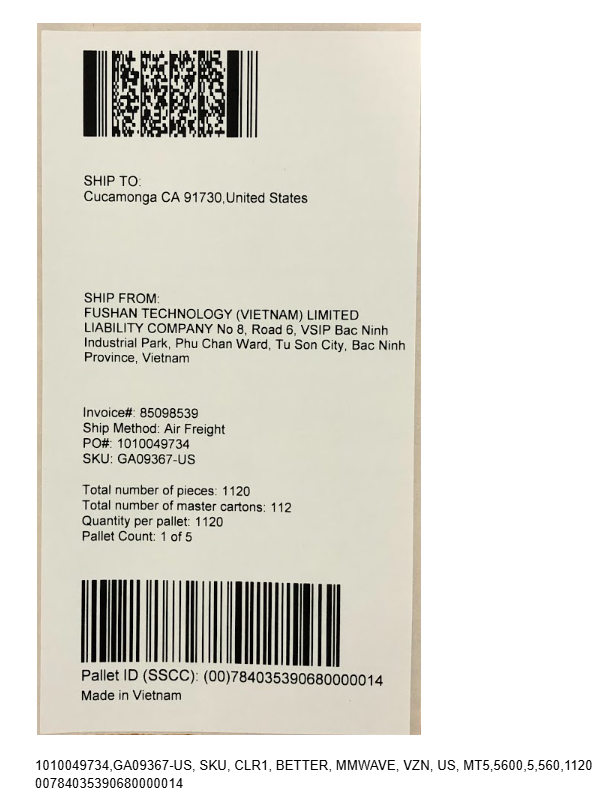 SHIP TO:
Cucamonga CA 91730,United States
SHIP FROM:
FUSHAN TECHNOLOGY (VIETNAM) LIMITED
LIABILITY COMPANY No 8, Road 6, VSIP Bac Ninh
Industrial Park, Phu Chan Ward, Tu Son City, Bac Ninh
Province, Vietnam
Invoice#: 85098539
Ship Method: Air Freight
PO#: 1010049734
SKU: GA09367-US
Total number of pieces: 1120
Total number of master cartons: 112
Quantity per pallet: 1120
Pallet Count: 1 of 5
Pallet ID (SSCC): (00)784035390680000014
Made in Vietnam
1010049734,GA09367-US, SKU, CLR1, BETTER, MMWAVE, VZN, US, MT5,5600,5,560,1120
00784035390680000014